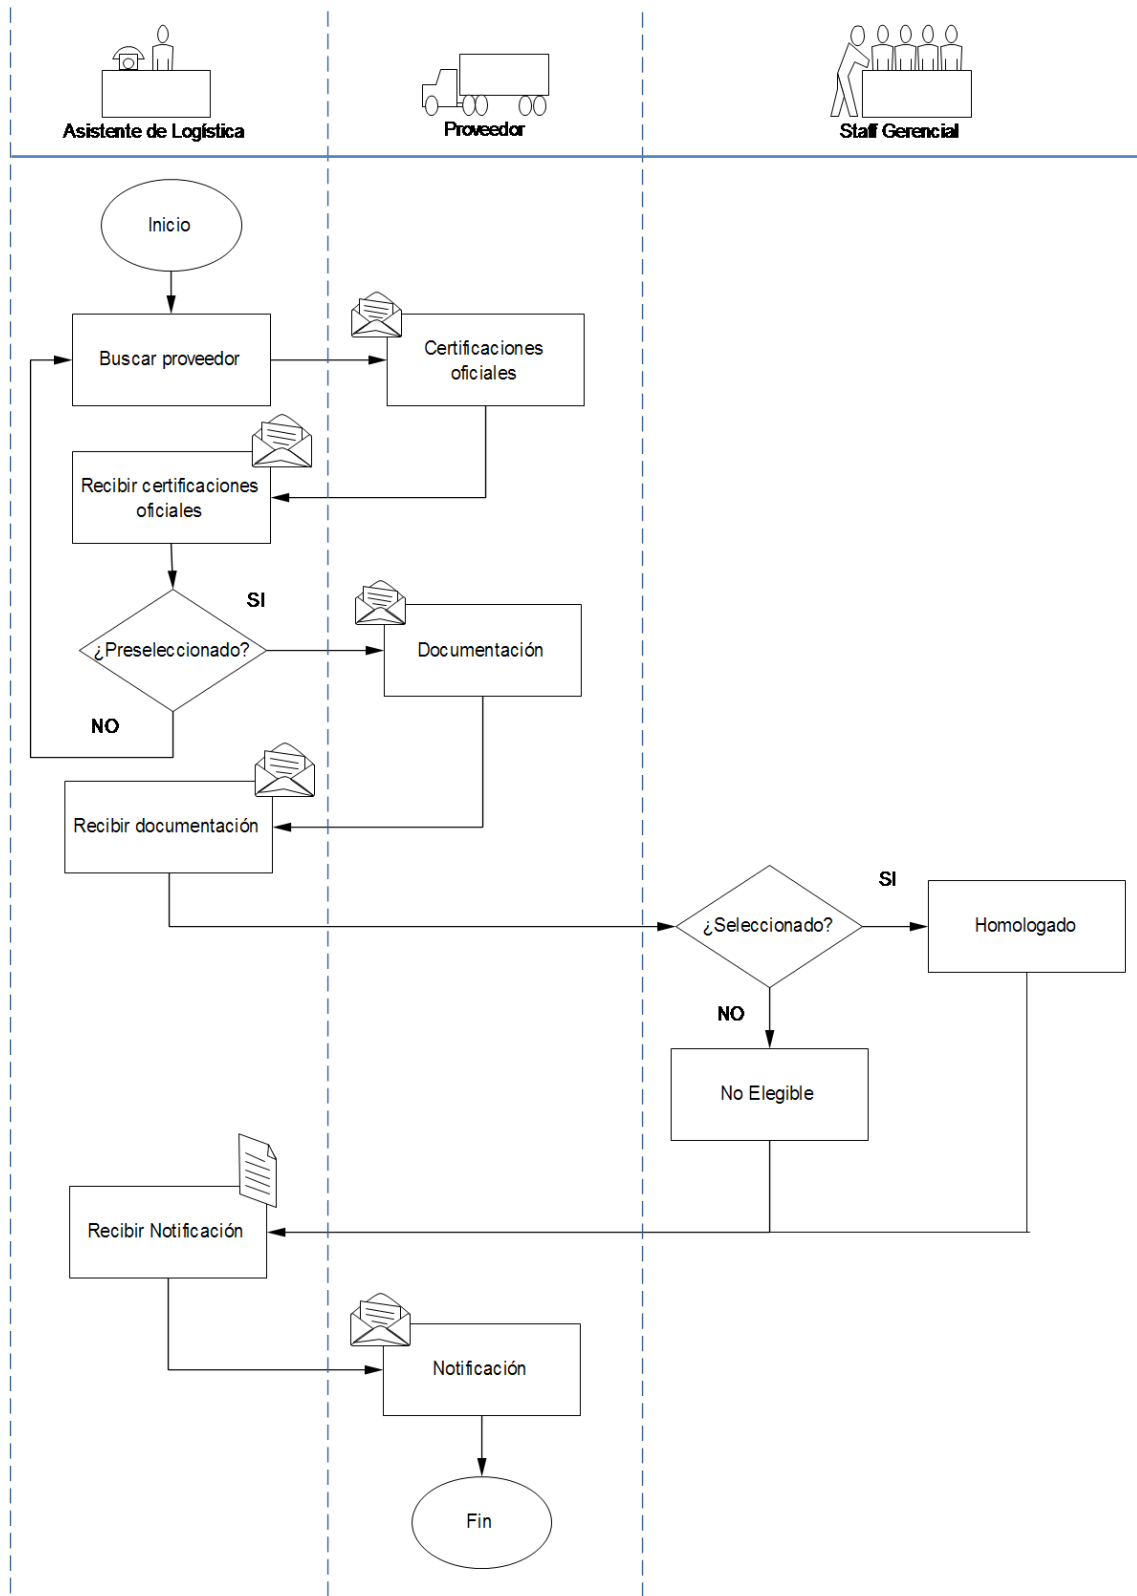 Asistente de Logística
Proveedor
Staff Gerencial
Inicio
Buscar proveedor
Certificaciones
oficiales
Recibir certificaciones
oficiales
SI
¿Preseleccionado?
Documentación
NO
Recibir documentación
SI
¿Seleccionado?
Homologado
NO
No Elegible
Recibir Notificación
Notificación
Fin